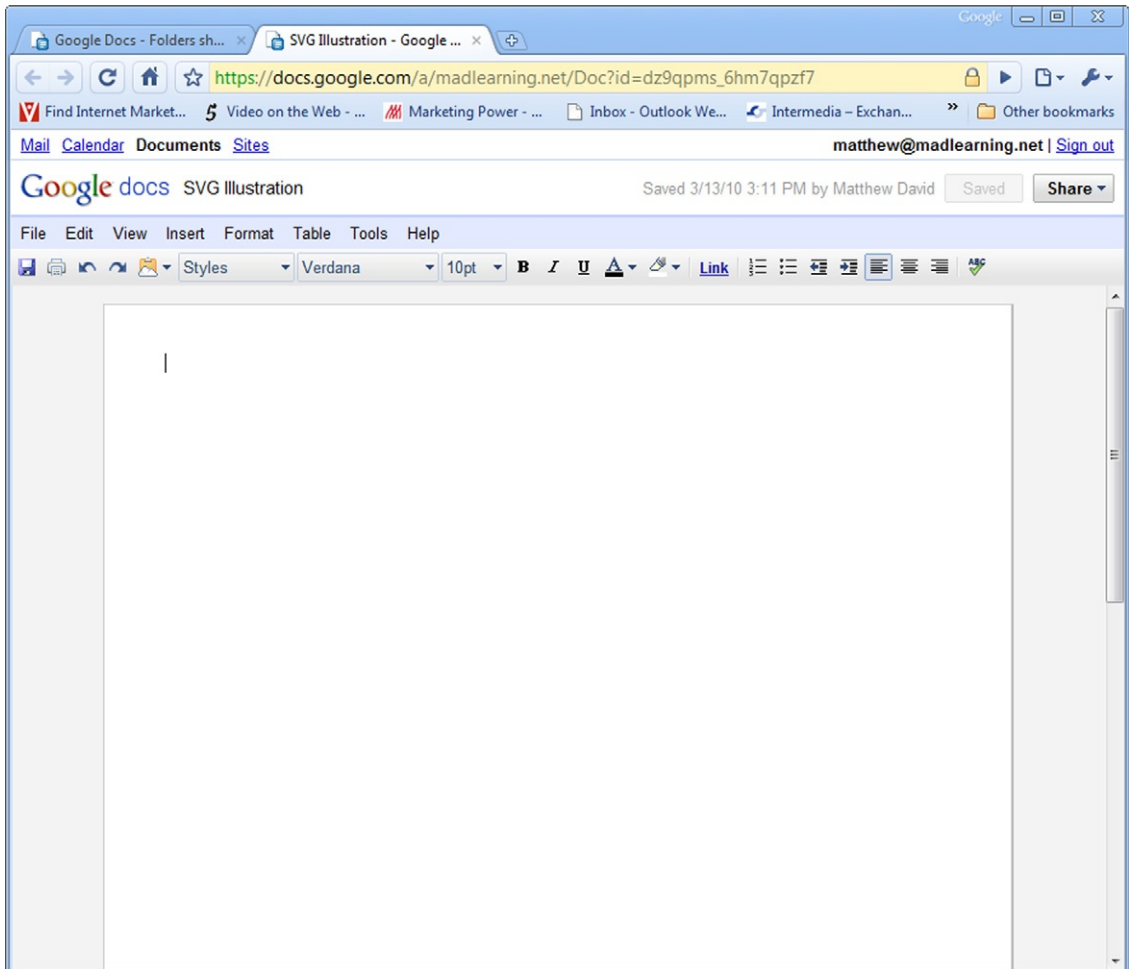 Google
Google Docs - Folders sh... SVG Illustration - Google ...
https://docs.google.com/a/madlearning.net/Doc?id=dz9qpms_6hm7qpzf7
Find Internet Market... 5 Video on the Web - ... Marketing Power - ... Inbox - Outlook We... Intermedia – Exchan... » Other bookmarks
Mail Calendar Documents Sites matthew@madlearning.net | Sign out
Google docs SVG Illustration Saved 3/13/10 3:11 PM by Matthew David Saved Share
File Edit View Insert Format Table Tools Help
Styles Verdana 10pt B I U A Link ABC